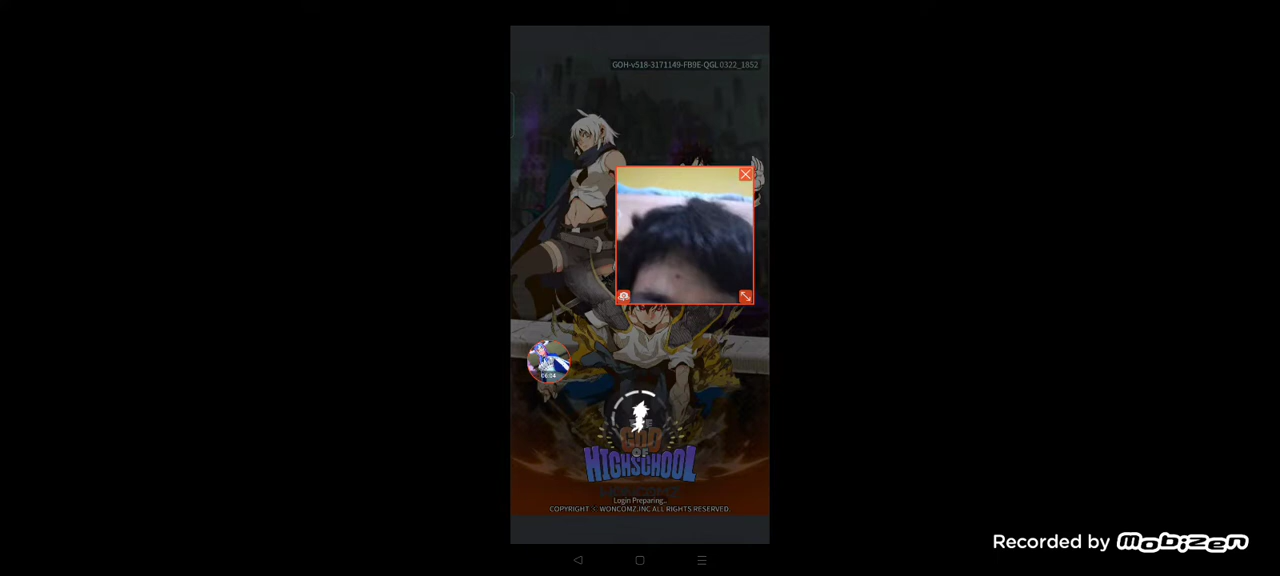 GOH-v518-3171149-FB9E-QGL 0322_1852
GOD
OF
HIGHSCHOOL
Login Preparing..
COPYRIGHT © WONCOMZ.INC ALL RIGHTS RESERVED.
Recorded by mobizen